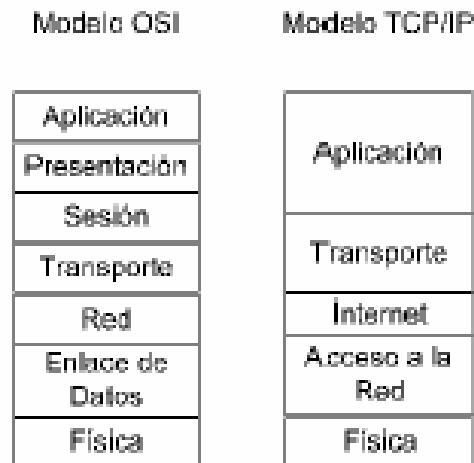 Modelo OSI
Aplicación
Presentación
Sesión
Transporte
Red
Enlace de
Datos
Física
Modelo TCP/IP
Aplicación
Transporte
Internet
Acceso a la
Red
Física